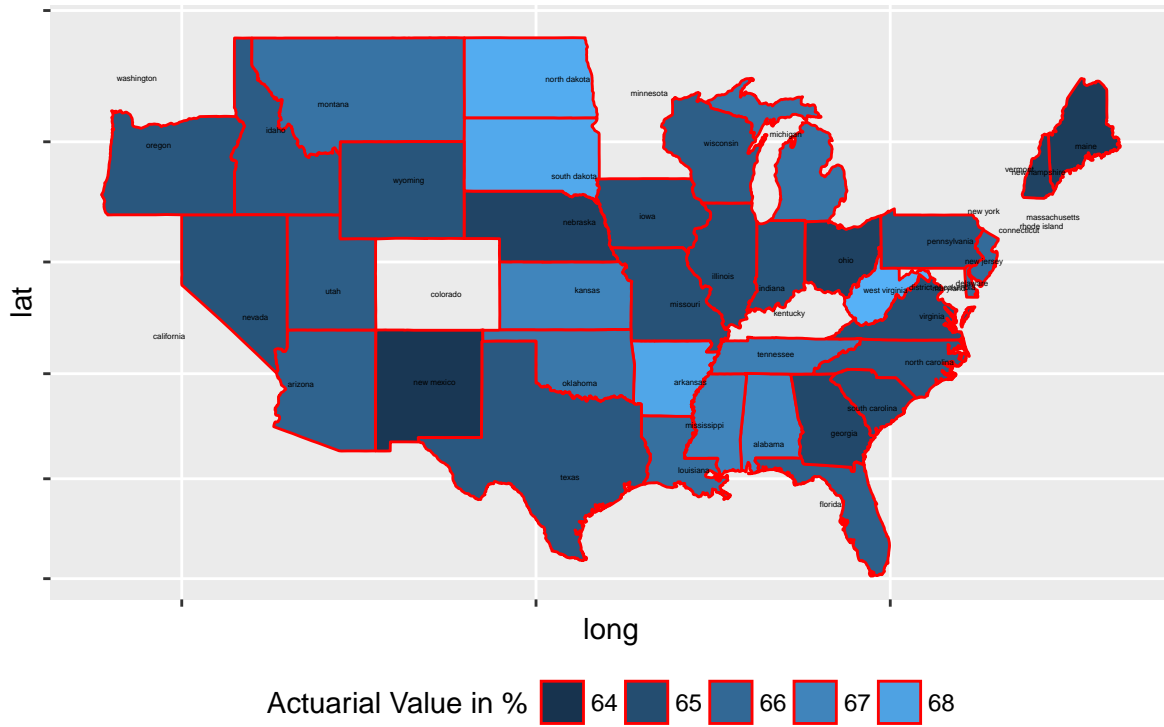 washington
north dakota
minnesota
montana
idaho
michigan
oregon
wisconsin
maine
vermont
new hampshire
wyoming
south dakota
new york
massachusetts
rhode island
connecticut
iowa
nebraska
pennsylvania
ohio
new jersey
illinois
indiana
utah
colorado
kansas
west virginia
delaware
missouri
kentucky
virginia
nevada
california
tennessee
north carolina
arizona
new mexico
oklahoma
arkansas
south carolina
mississippi
georgia
alabama
louisiana
texas
florida
lat
long
Actuarial Value in % 64 65 66 67 68